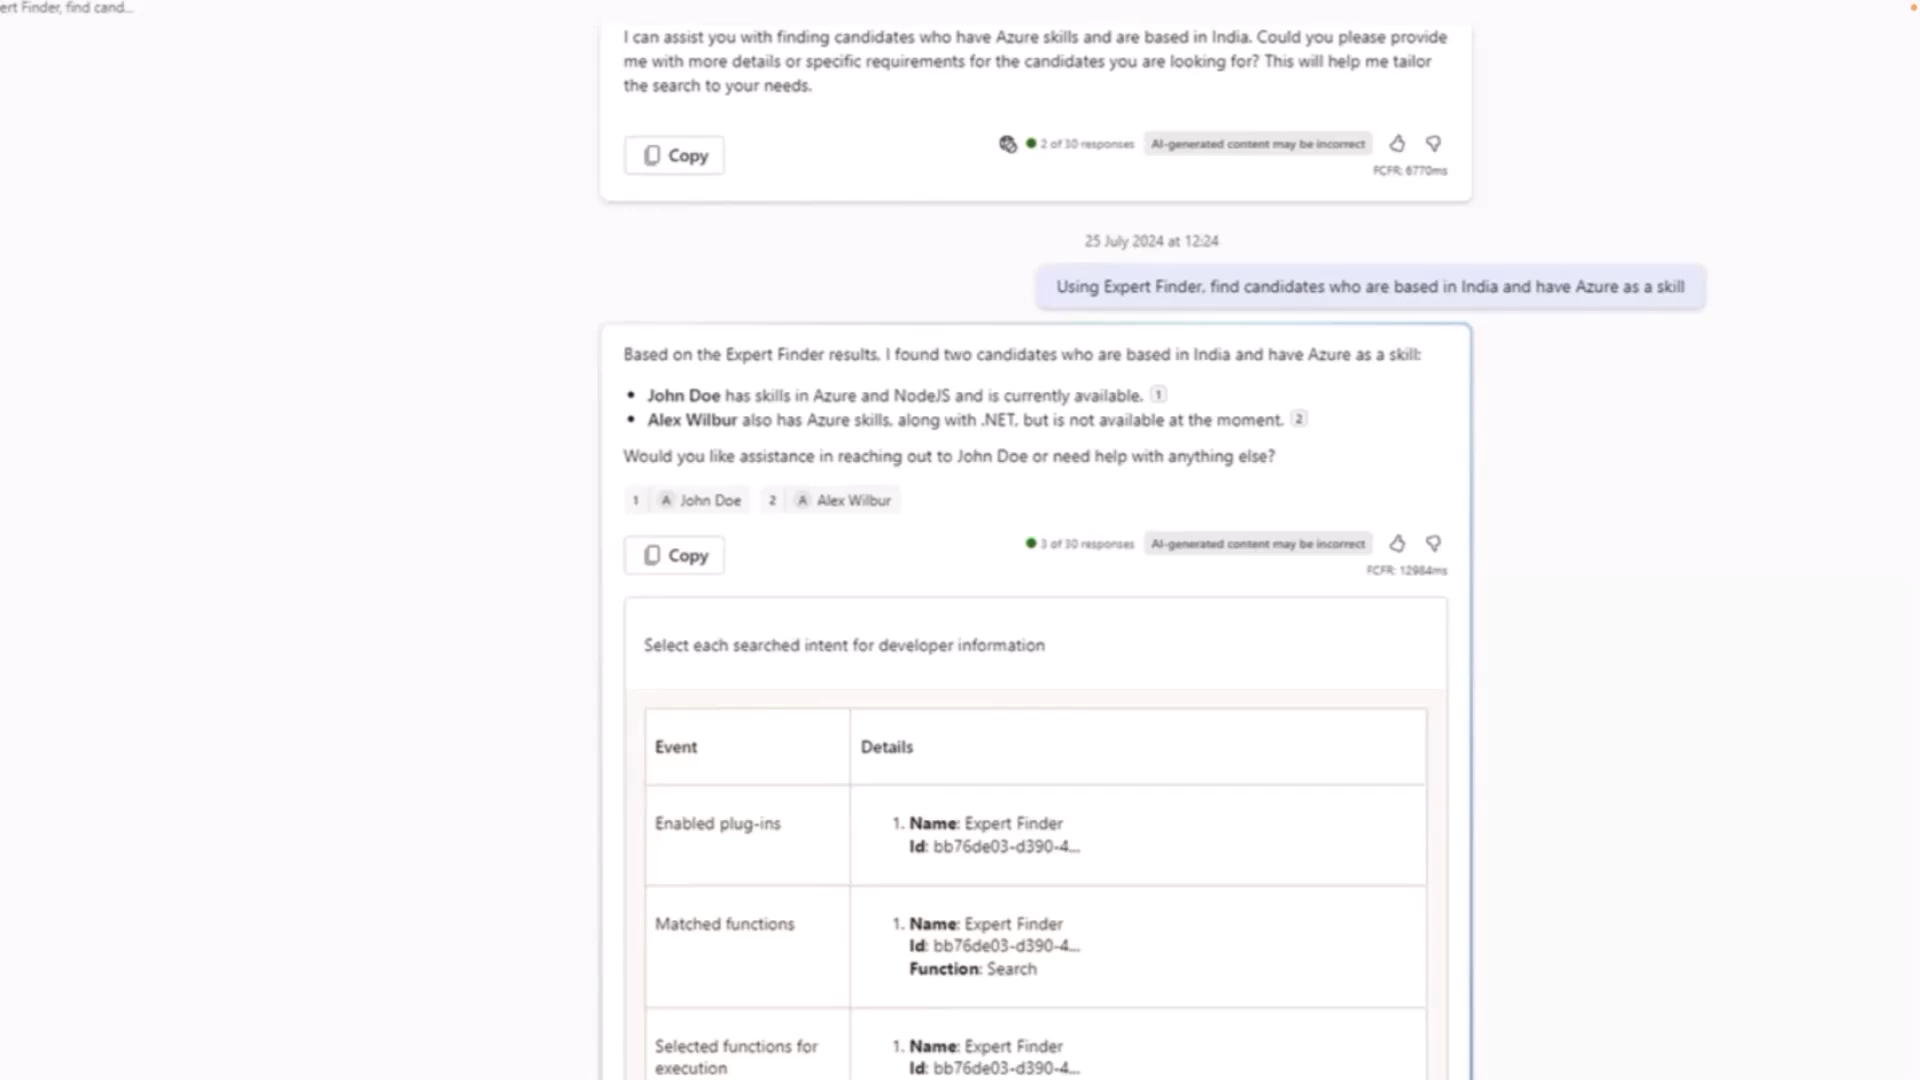 ert Finder, find cand...
I can assist you with finding candidates who have Azure skills and are based in India. Could you please provide
me with more details or specific requirements for the candidates you are looking for? This will help me tailor
the search to your needs.
Copy
2 of 30 responses AI-generated content may be incorrect
FCFR: 6770ms
25 July 2024 at 12:24
Using Expert Finder, find candidates who are based in India and have Azure as a skill
Based on the Expert Finder results, I found two candidates who are based in India and have Azure as a skill:
• John Doe has skills in Azure and NodeJS and is currently available. 1
• Alex Wilbur also has Azure skills, along with .NET, but is not available at the moment. 2
Would you like assistance in reaching out to John Doe or need help with anything else?
1 A John Doe 2 A Alex Wilbur
Copy
3 of 30 responses AI-generated content may be incorrect
FCFR: 12984ms
Select each searched intent for developer information
Event Details
Enabled plug-ins 1. Name: Expert Finder
Id: bb76de03-d390-4...
Matched functions 1. Name: Expert Finder
Id: bb76de03-d390-4...
Function: Search
Selected functions for 1. Name: Expert Finder
execution Id: bb76de03-d390-4...